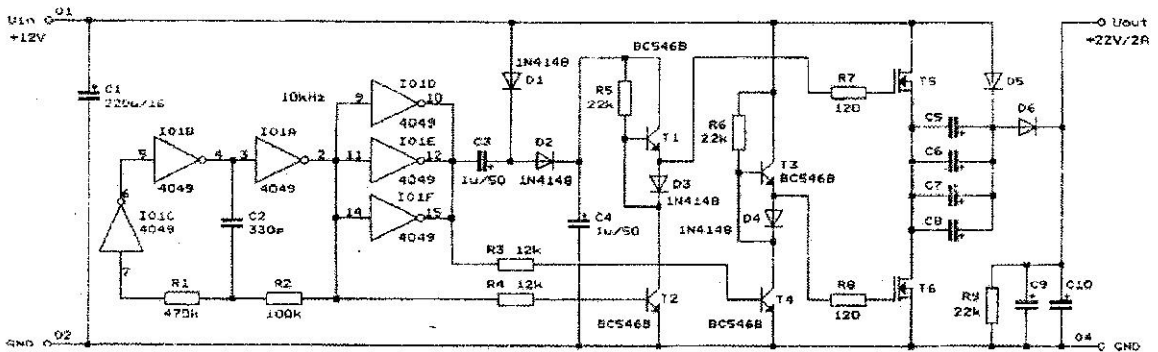 Uin 01
+12V
C1
220u/16
IO1B
5 4
4049
IO1A
3 2
4049
6
IO1C
4049
7
C2
330p
R1
470k
R2
100k
10kHz
IO1D
9 10
4049
IO1E
11 12
4049
IO1F
14 15
4049
C3
1u/50
1N4148
D1
D2
1N4148
C4
1u/50
R3 12k
R4 12k
R5
22k
BC546B
T1
D3
1N4148
T2
BC546B
R6
22k
T3
BC546B
D4
1N4148
T4
BC546B
R7
120
R8
120
T5
T6
C5
C6
C7
C8
D5
D6
R9
22k
C9
C10
Uout
+22V/2A
GND 02
04 GND